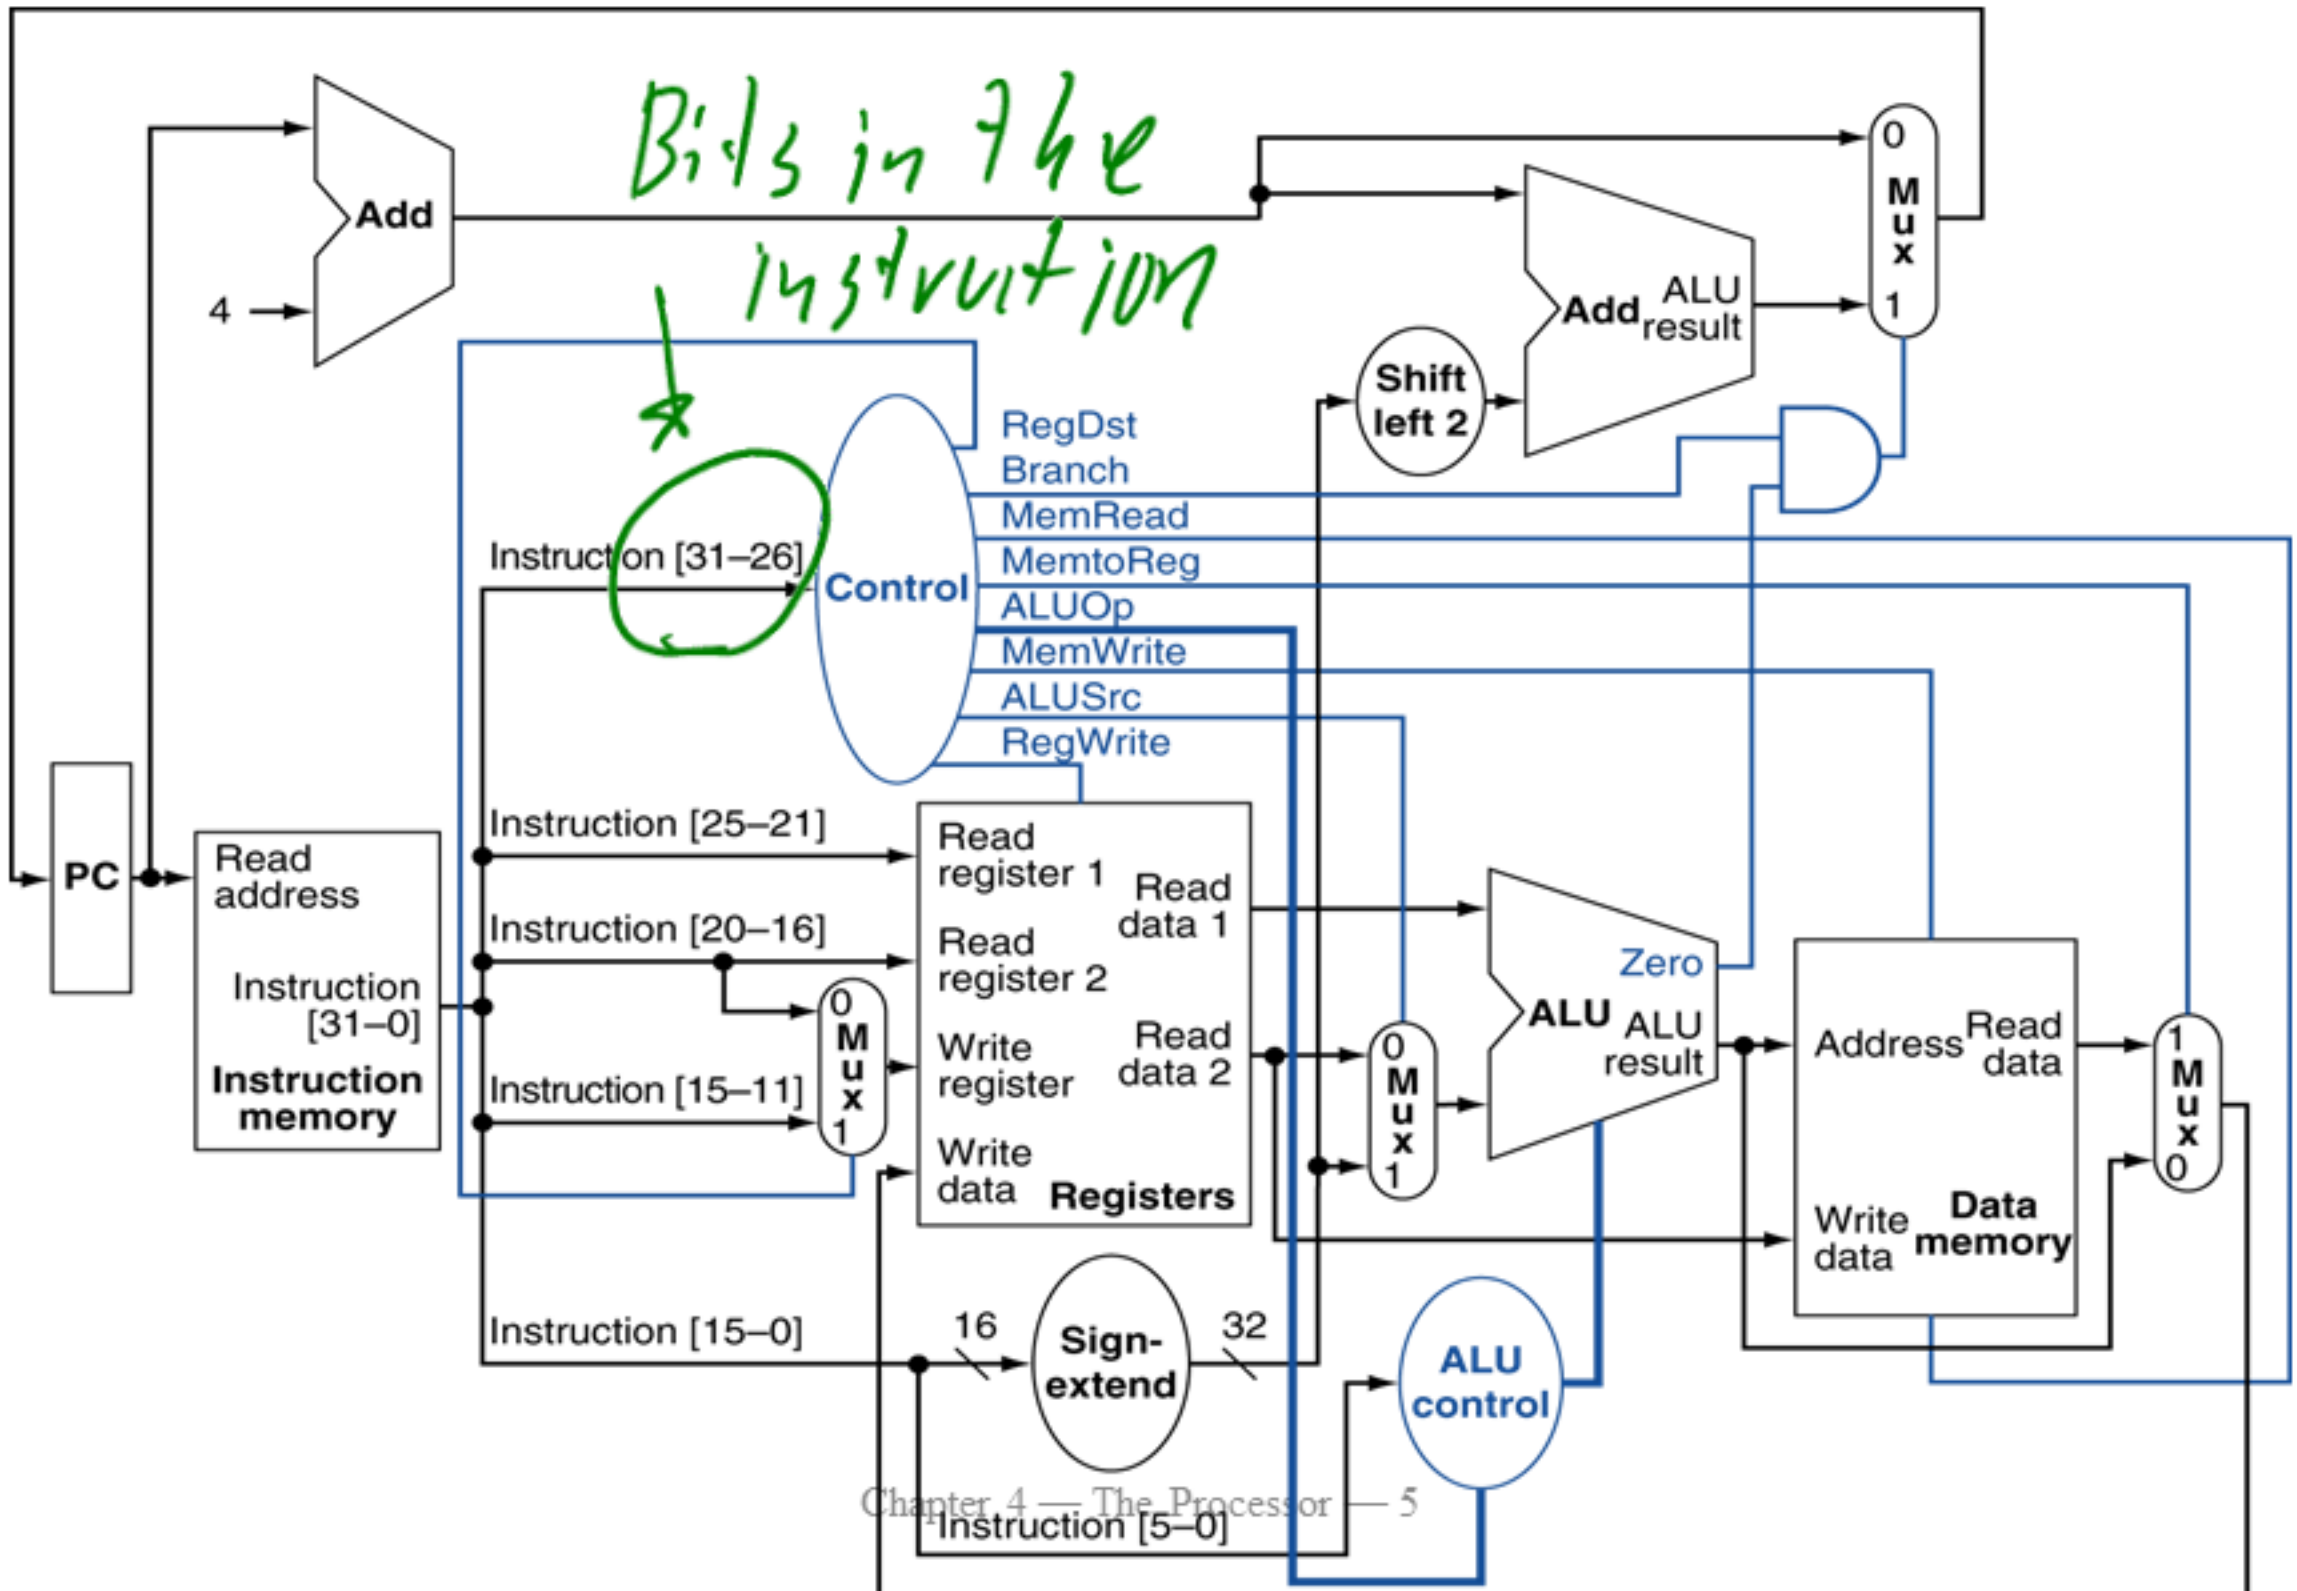 Bits in the
instruition
Add
4
0
M
u
x
1
Add
ALU
result
Shift
left 2
RegDst
Branch
MemRead
MemtoReg
ALUOp
MemWrite
ALUSrc
RegWrite
Instruction [31–26]
Control
PC
Read
address
Instruction
[31–0]
Instruction
memory
Instruction [25–21]
Instruction [20–16]
Instruction [15–11]
Instruction [15–0]
0
M
u
x
1
Read
register 1
Read
register 2
Write
register
Write
data
Read
data 1
Read
data 2
Registers
0
M
u
x
1
Zero
ALU
ALU
result
Address
Read
data
Write
data
Data
memory
1
M
u
x
0
16
Sign-
extend
32
ALU
control
Chapter 4 — The Processor — 5
Instruction [5–0]